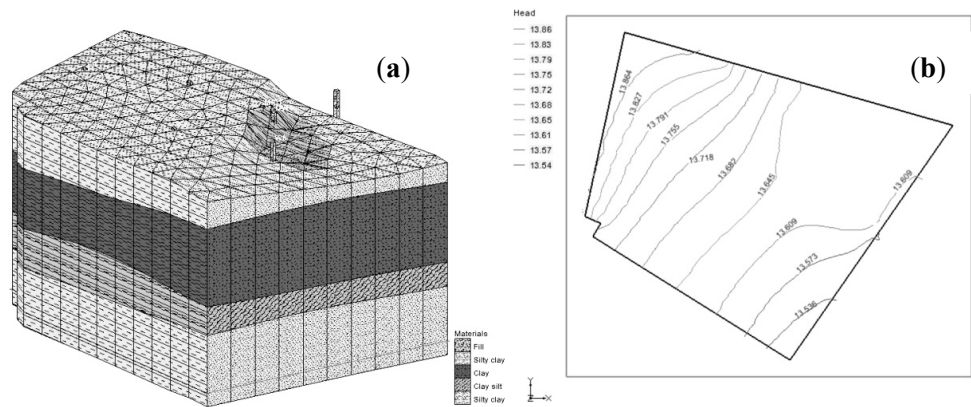 (a)
Materials
Fill
Silty clay
Clay
Clay silt
Silty clay
Y
Z
X
Head
13.86
13.83
13.79
13.75
13.72
13.68
13.65
13.61
13.57
13.54
(b)
13.864
13.827
13.791
13.755
13.718
13.682
13.645
13.609
13.609
13.573
13.536